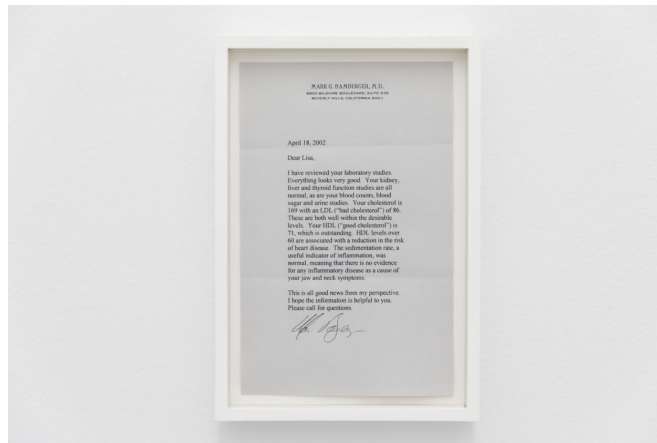 MARK G. BAMBERGER, M.D.
BEVERLY HILLS, CALIFORNIA
April 18, 2002
Dear Lisa,
I have reviewed your laboratory studies.
Everything looks very good. Your kidney,
liver and thyroid function studies are all
normal, as are your blood counts, blood
sugar and urine studies. Your cholesterol is
169 with an LDL ("bad cholesterol") of 86.
These are both well within the desirable
levels. Your HDL ("good cholesterol") is
71, which is outstanding. HDL levels over
60 are associated with a reduction in the risk
of heart disease. The sedimentation rate, a
useful indicator of inflammation, was
normal, meaning that there is no evidence
for any inflammatory disease as a cause of
your jaw and neck symptoms.
This is all good news from my perspective.
I hope the information is helpful to you.
Please call for questions.